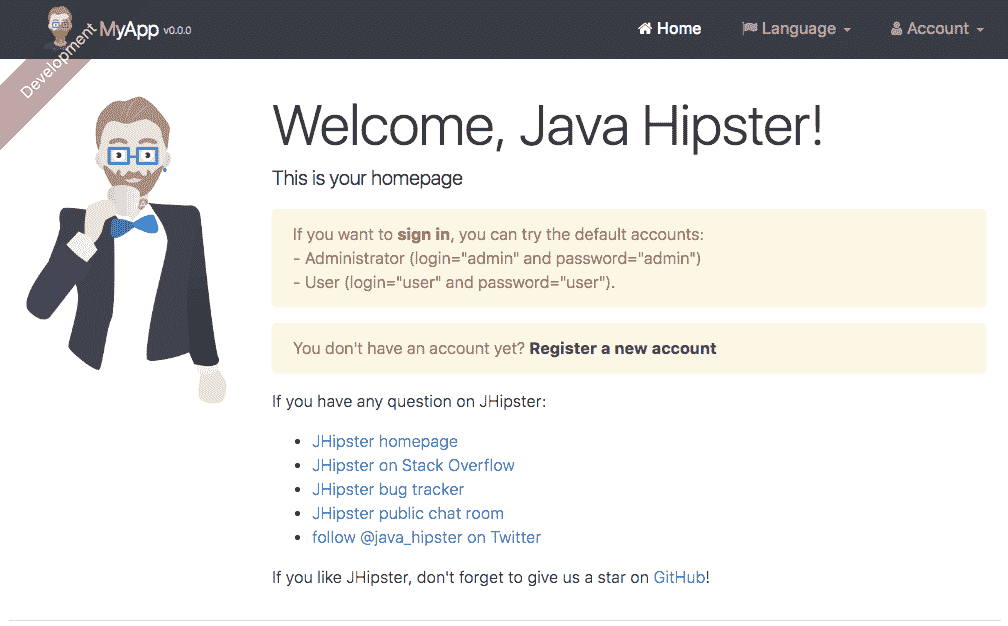 MyApp v0.0.0
Home
Language
Account
Development
Welcome, Java Hipster!
This is your homepage
If you want to sign in, you can try the default accounts:
- Administrator (login="admin" and password="admin")
- User (login="user" and password="user").
You don't have an account yet? Register a new account
If you have any question on JHipster:
JHipster homepage
JHipster on Stack Overflow
JHipster bug tracker
JHipster public chat room
follow @java_hipster on Twitter
If you like JHipster, don't forget to give us a star on GitHub!